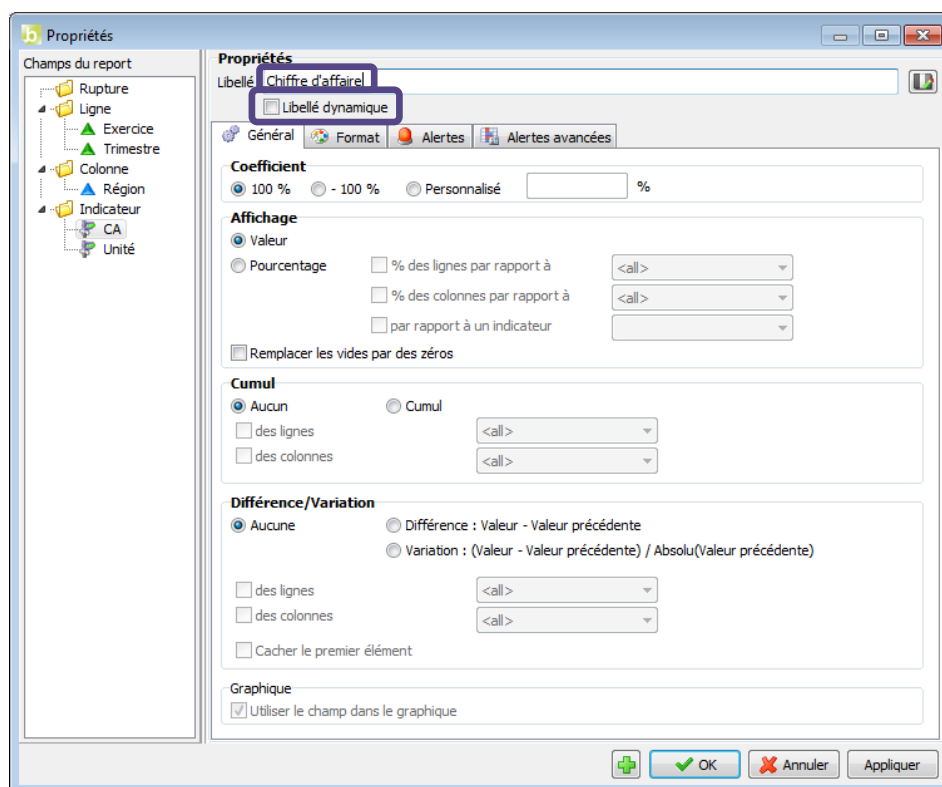 Propriétés
Champs du report
Rupture
Ligne
Exercice
Trimestre
Colonne
Région
Indicateur
CA
Unité
Propriétés
Libellé Chiffre d'affaire
Libellé dynamique
Général Format Alertes Alertes avancées
Coefficient
100 % - 100 % Personnalisé %
Affichage
Valeur
Pourcentage % des lignes par rapport à <all>
% des colonnes par rapport à <all>
par rapport à un indicateur
Remplacer les vides par des zéros
Cumul
Aucun Cumul
des lignes <all>
des colonnes <all>
Différence/Variation
Aucune Différence : Valeur - Valeur précédente
Variation : (Valeur - Valeur précédente) / Absolu(Valeur précédente)
des lignes <all>
des colonnes <all>
Cacher le premier élément
Graphique
Utiliser le champ dans le graphique
OK Annuler Appliquer